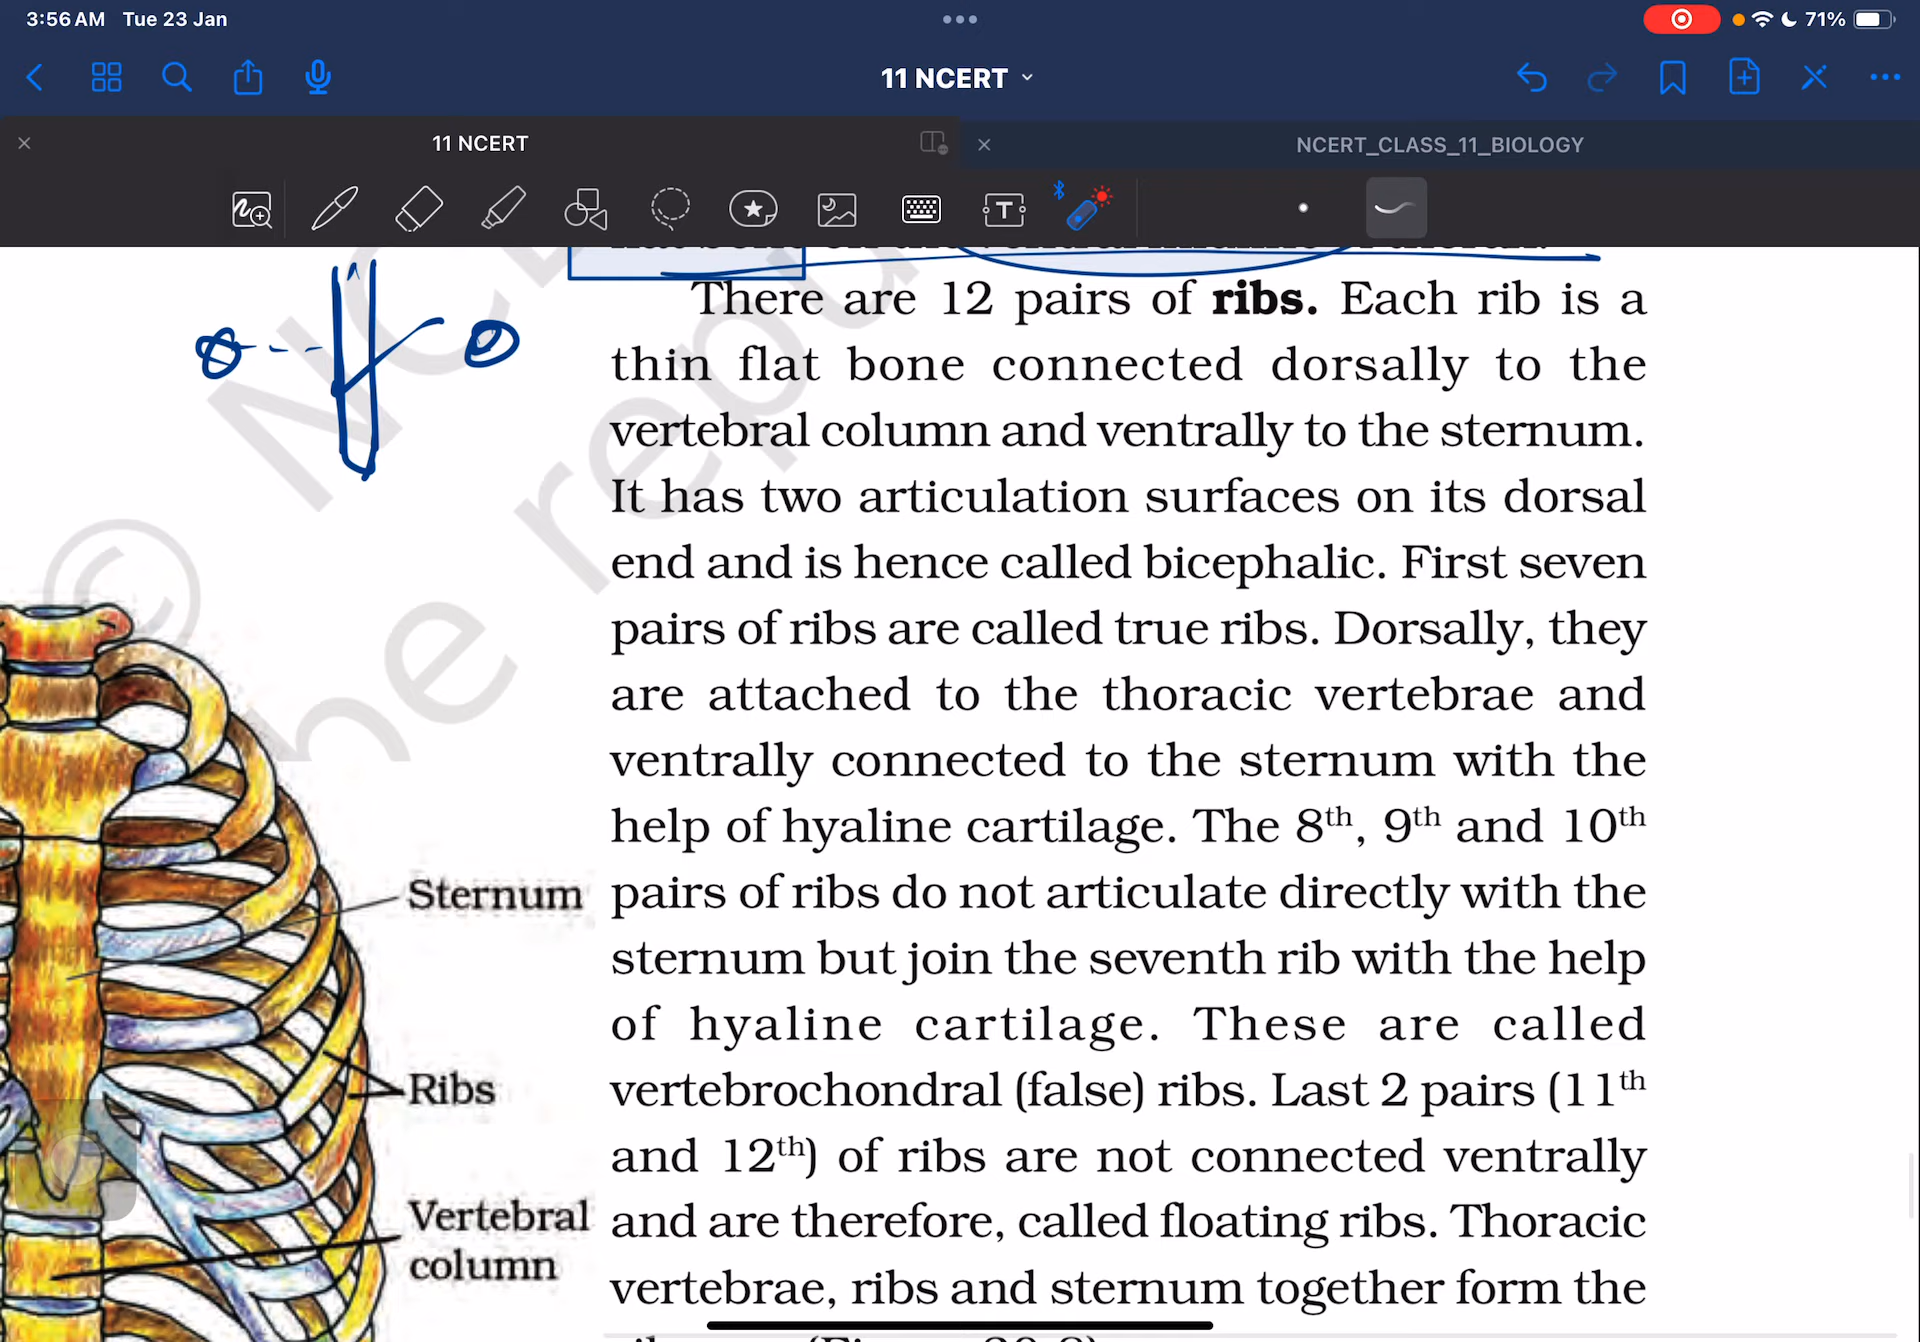 3:56 AM Tue 23 Jan
71%
11 NCERT
11 NCERT
NCERT_CLASS_11_BIOLOGY
There are 12 pairs of ribs. Each rib is a
thin flat bone connected dorsally to the
vertebral column and ventrally to the sternum.
It has two articulation surfaces on its dorsal
end and is hence called bicephalic. First seven
pairs of ribs are called true ribs. Dorsally, they
are attached to the thoracic vertebrae and
ventrally connected to the sternum with the
help of hyaline cartilage. The 8th, 9th and 10th
pairs of ribs do not articulate directly with the
sternum but join the seventh rib with the help
of hyaline cartilage. These are called
vertebrochondral (false) ribs. Last 2 pairs (11th
and 12th) of ribs are not connected ventrally
and are therefore, called floating ribs. Thoracic
vertebrae, ribs and sternum together form the
Sternum
Ribs
Vertebral
column